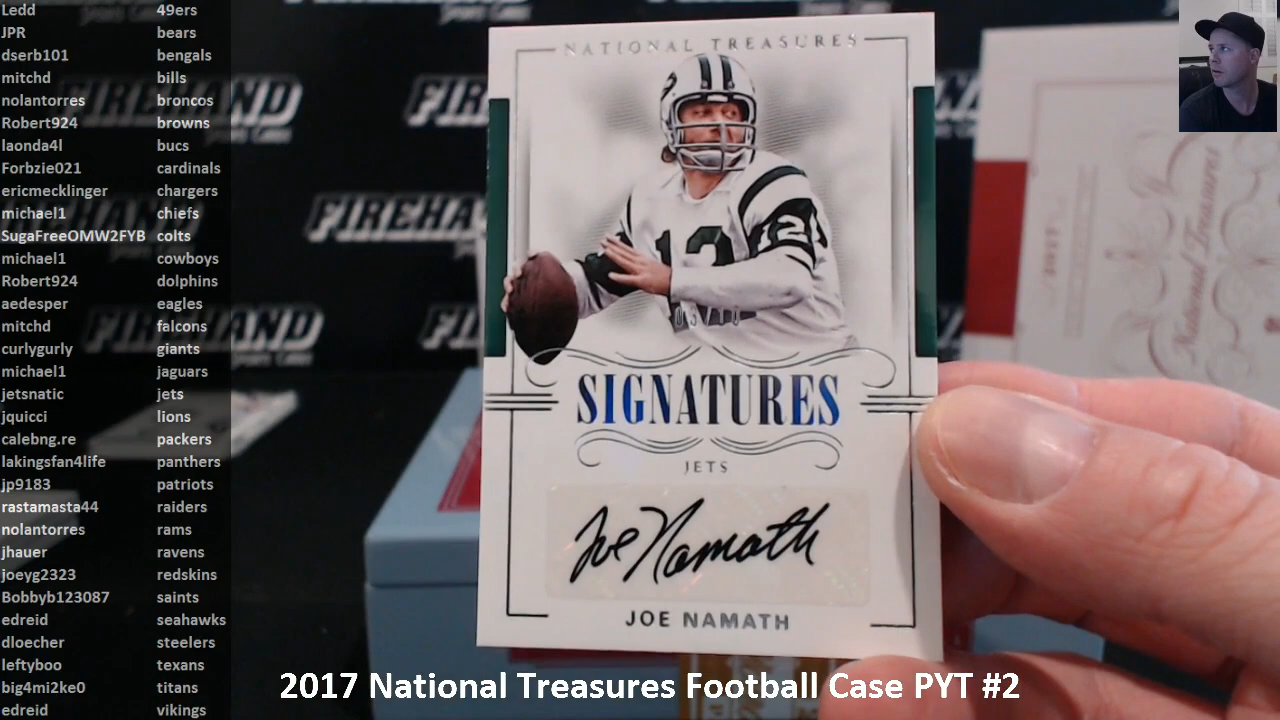 Ledd 49ers
JPR bears
dserb101 bengals
mitchd bills
nolantorres broncos
Robert924 browns
laonda4l bucs
Forbzie021 cardinals
ericmecklinger chargers
michael1 chiefs
SugaFreeOMW2FYB colts
michael1 cowboys
Robert924 dolphins
aedesper eagles
mitchd falcons
curlygurly giants
michael1 jaguars
jetsnatic jets
jquicci lions
calebng.re packers
lakingsfan4life panthers
jp9183 patriots
rastamasta44 raiders
nolantorres rams
jhauer ravens
joeyg2323 redskins
Bobbyb123087 saints
edreid seahawks
dloecher steelers
leftyboo texans
big4mi2ke0 titans
edreid vikings
NATIONAL TREASURES
12
SIGNATURES
JETS
Joe Namath
JOE NAMATH
FIREHAND
National Treasures
2017 National Treasures Football Case PYT #2